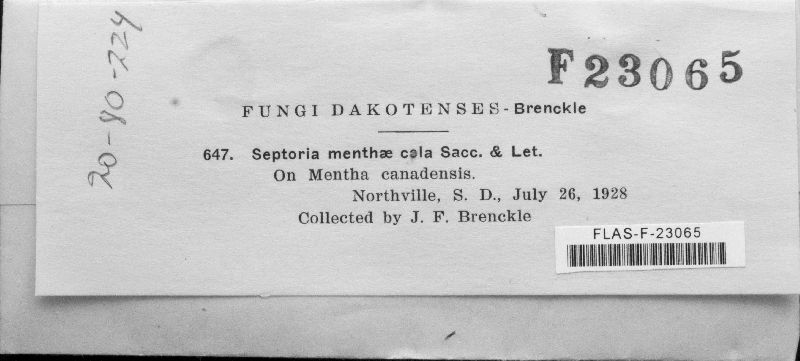 20-80-224
F23065
FUNGI DAKOTENSES - Brenckle
647. Septoria menthæ cola Sacc. & Let.
On Mentha canadensis.
Northville, S. D., July 26, 1928
Collected by J. F. Brenckle
FLAS-F-23065